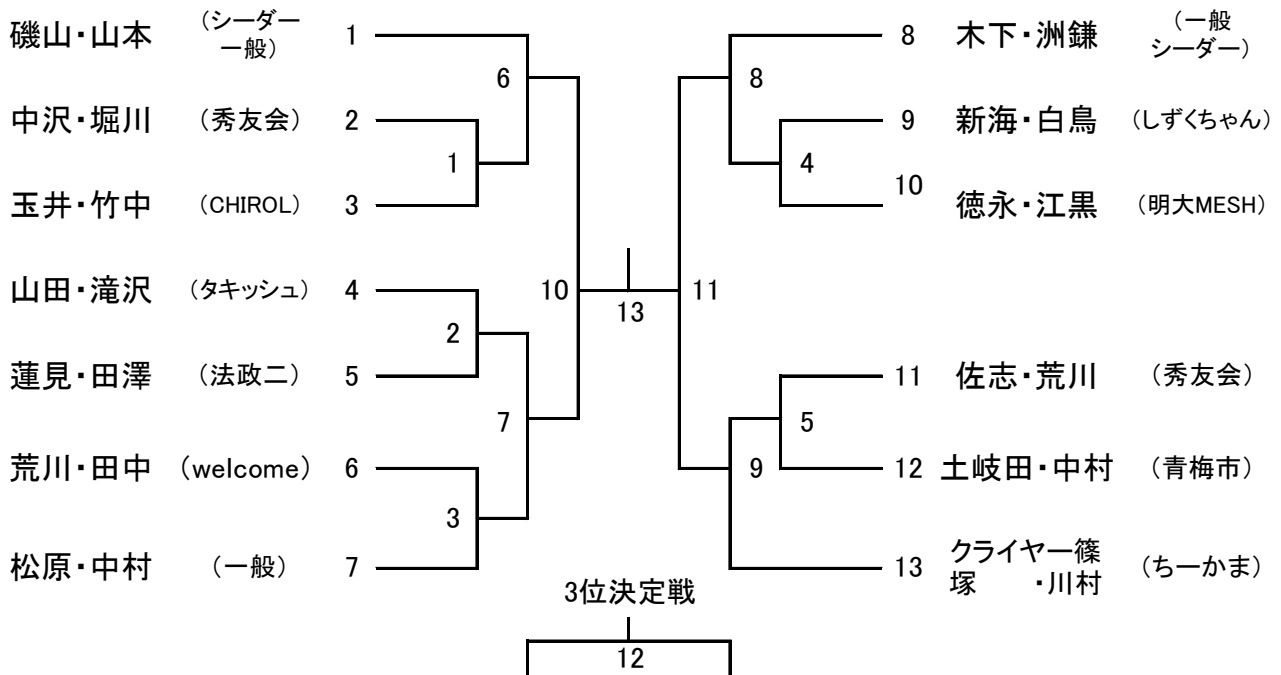 磯山・山本 (シーダー 1
一般)
6
中沢・堀川 (秀友会) 2
1
玉井・竹中 (CHIROL) 3
10
山田・滝沢 (タキッシュ) 4
2
蓮見・田澤 (法政二) 5
7
荒川・田中 (welcome) 6
3
松原・中村 (一般) 7
13
8 木下・洲鎌 (一般
シーダー)
8
9 新海・白鳥 (しずくちゃん)
4
10 徳永・江黒 (明大MESH)
11
11 佐志・荒川 (秀友会)
5
9
12 土岐田・中村 (青梅市)
13 クライヤー篠
塚 ・川村 (ちーかま)
3位決定戦
12